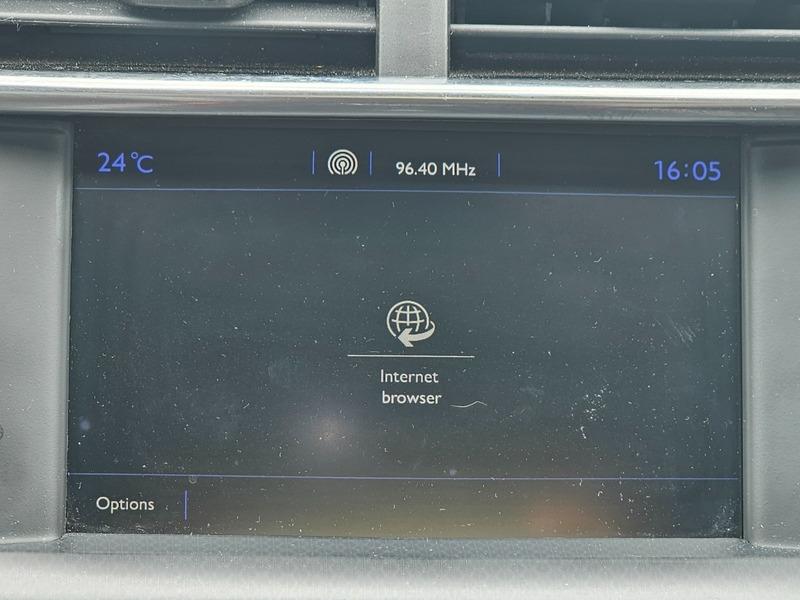 24°C 96.40 MHz 16:05
Internet
browser
Options